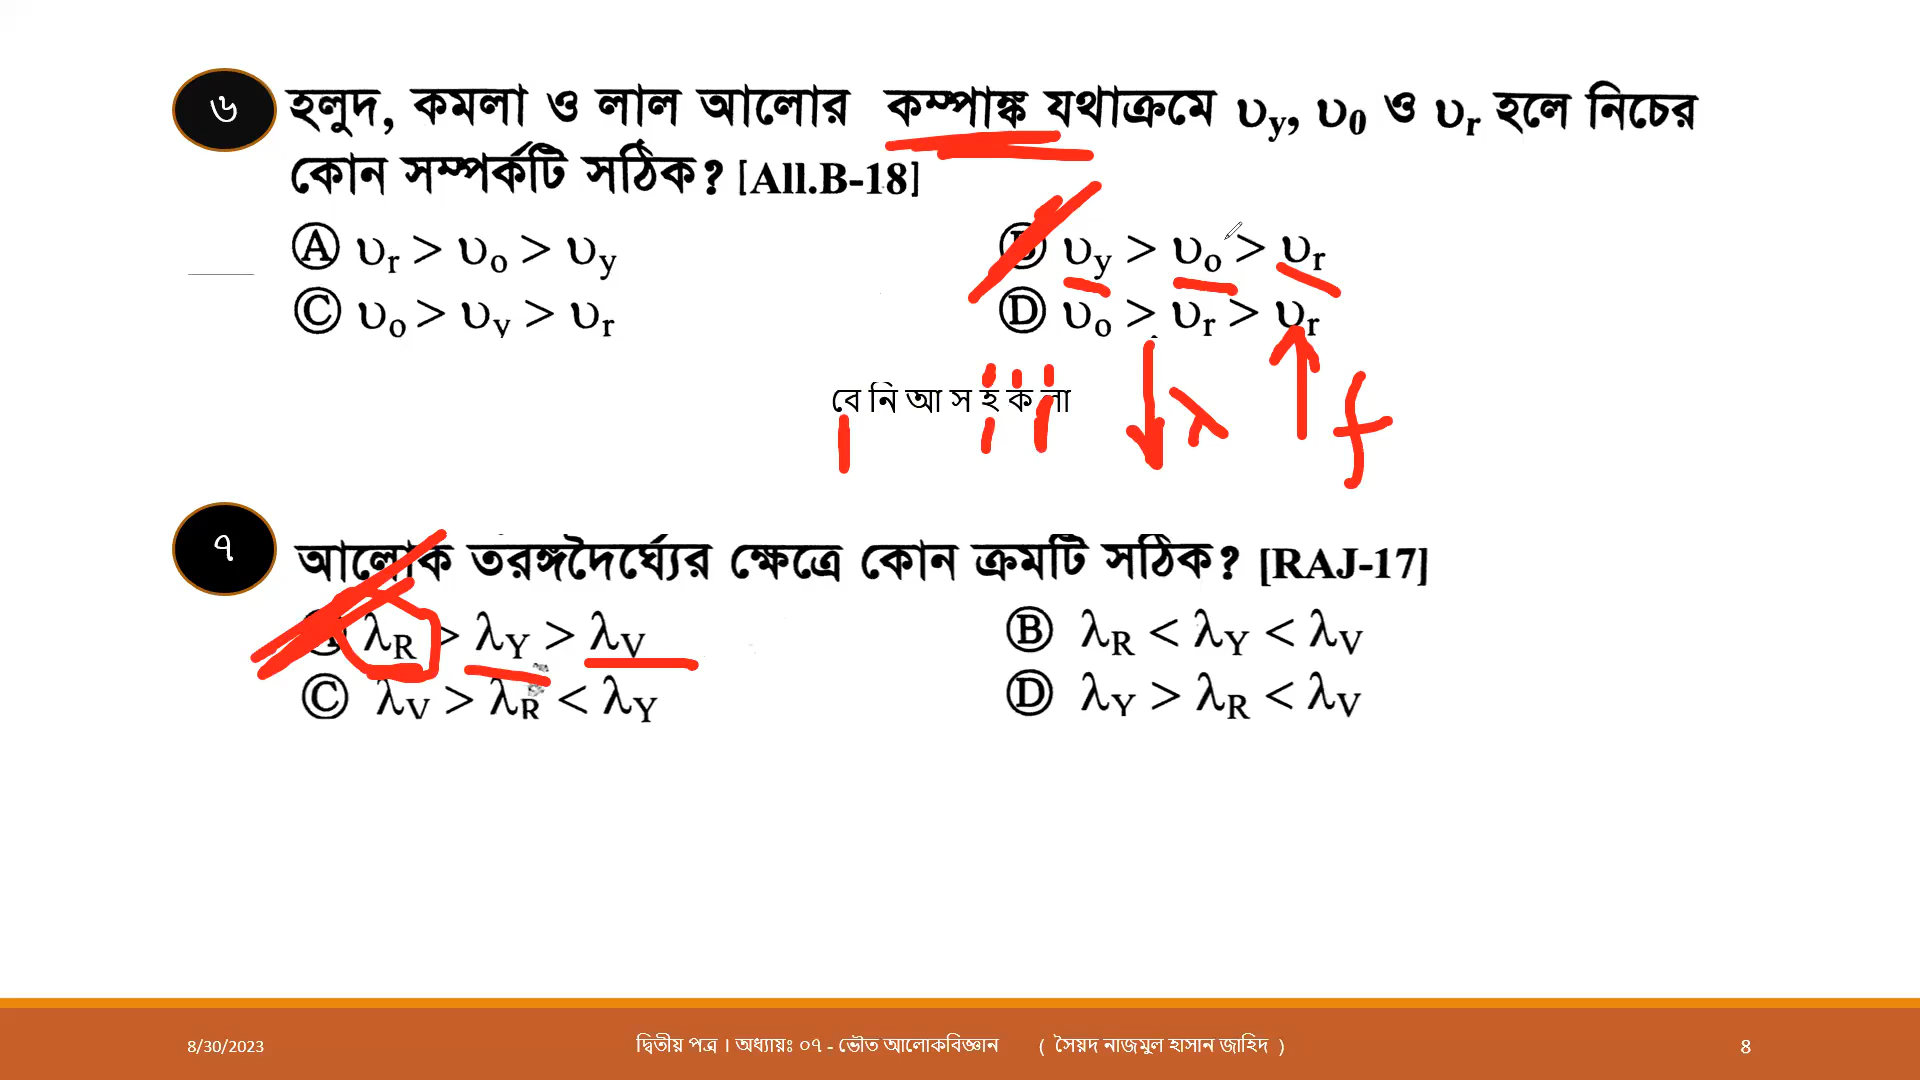 ৬
হলুদ, কমলা ও লাল আলোর কম্পাঙ্ক যথাক্রমে υy, υ0 ও υr হলে নিচের
কোন সম্পর্কটি সঠিক? [All.B-18]
Ⓐ υr > υo > υy
Ⓑ υy > υo > υr
Ⓒ υo > υy > υr
Ⓓ υo > υr > υr
বে নি আ স হ ক লা
λ
f
৭
আলোক তরঙ্গদৈর্ঘ্যের ক্ষেত্রে কোন ক্রমটি সঠিক? [RAJ-17]
Ⓐ λR > λY > λV
Ⓑ λR < λY < λV
Ⓒ λV > λR < λY
Ⓓ λY > λR < λV
8/30/2023
দ্বিতীয় পত্র । অধ্যায়ঃ ০৭ - ভৌত আলোকবিজ্ঞান ( সৈয়দ নাজমুল হাসান জাহিদ )
8